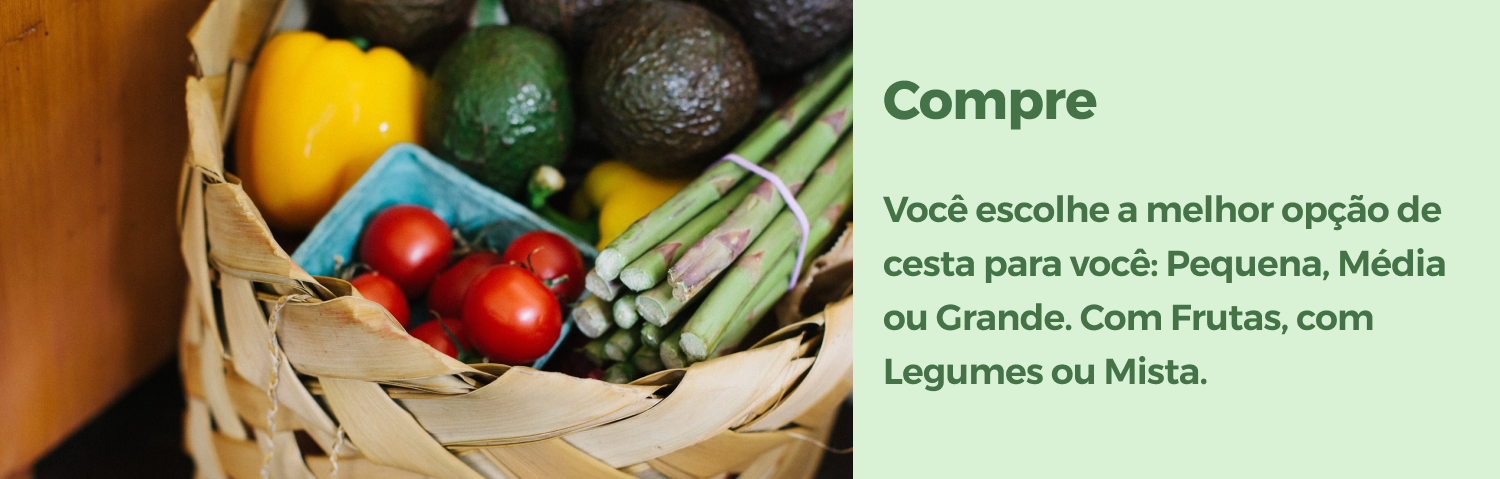 Compre
Você escolhe a melhor opção de
cesta para você: Pequena, Média
ou Grande. Com Frutas, com
Legumes ou Mista.